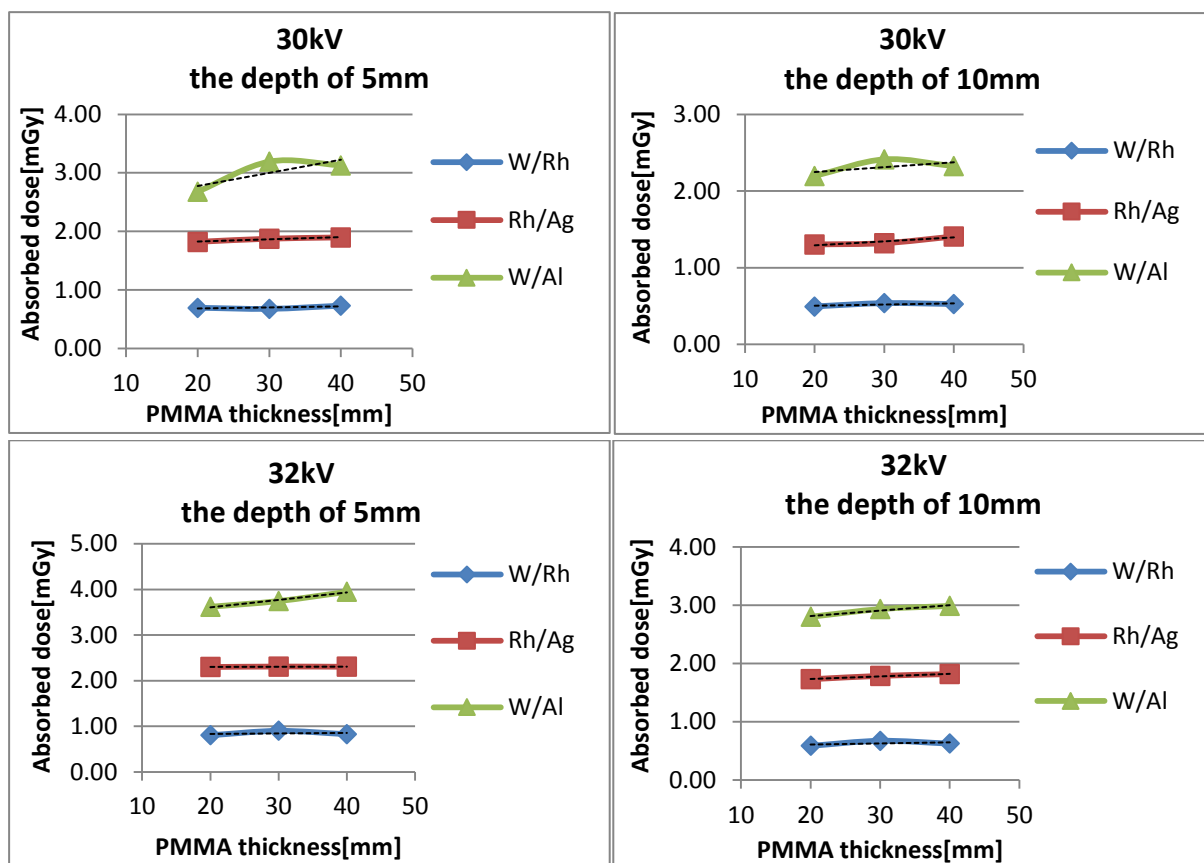 30kV
the depth of 5mm
Absorbed dose[mGy]
4.00
3.00
2.00
1.00
0.00
10 20 30 40 50
PMMA thickness[mm]
W/Rh
Rh/Ag
W/Al
30kV
the depth of 10mm
Absorbed dose[mGy]
3.00
2.00
1.00
0.00
10 20 30 40 50
PMMA thickness[mm]
W/Rh
Rh/Ag
W/Al
32kV
the depth of 5mm
Absorbed dose[mGy]
5.00
4.00
3.00
2.00
1.00
0.00
10 20 30 40 50
PMMA thickness[mm]
W/Rh
Rh/Ag
W/Al
32kV
the depth of 10mm
Absorbed dose[mGy]
4.00
3.00
2.00
1.00
0.00
10 20 30 40 50
PMMA thickness[mm]
W/Rh
Rh/Ag
W/Al